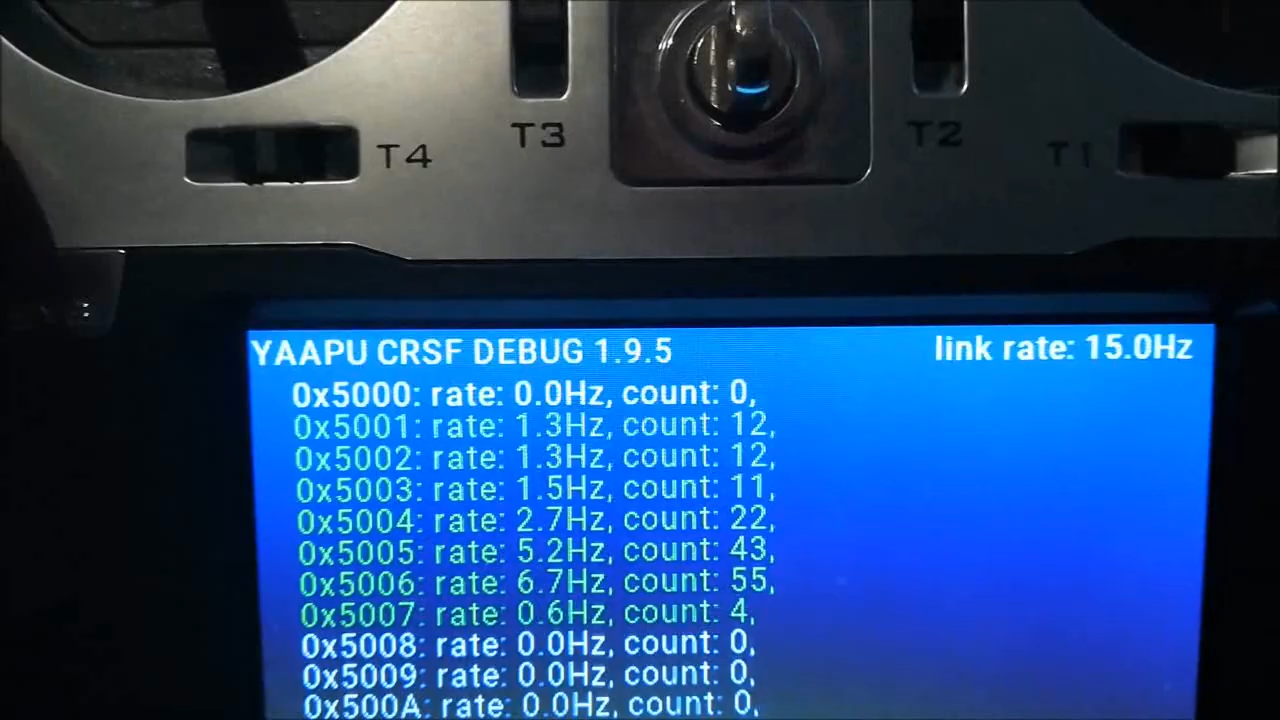 T4
T3
T2
T1
YAAPU CRSF DEBUG 1.9.5
link rate: 15.0Hz
0x5000: rate: 0.0Hz, count: 0,
0x5001: rate: 1.3Hz, count: 12,
0x5002: rate: 1.3Hz, count: 12,
0x5003: rate: 1.5Hz, count: 11,
0x5004: rate: 2.7Hz, count: 22,
0x5005: rate: 5.2Hz, count: 43,
0x5006: rate: 6.7Hz, count: 55,
0x5007: rate: 0.6Hz, count: 4,
0x5008: rate: 0.0Hz, count: 0,
0x5009: rate: 0.0Hz, count: 0,
0x500A: rate: 0.0Hz, count: 0,